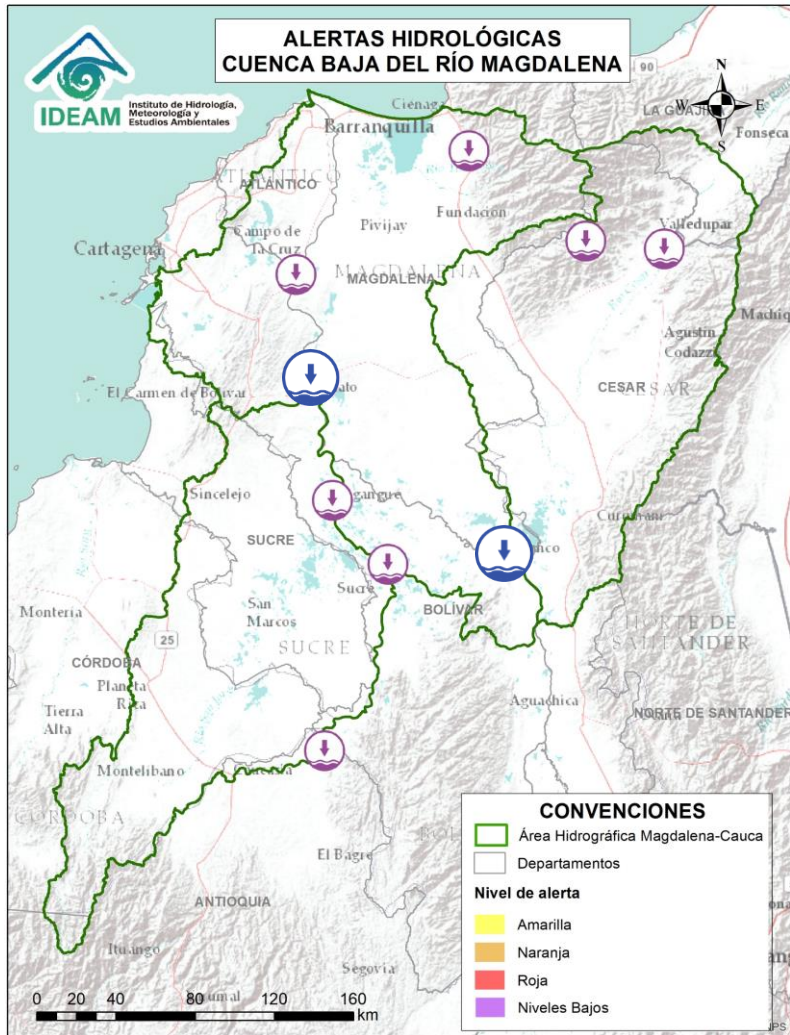 ALERTAS HIDROLÓGICAS
CUENCA BAJA DEL RÍO MAGDALENA
IDEAM
Instituto de Hidrología,
Meteorología y
Estudios Ambientales
N
W
E
S
90
LA GUAJIRA
Fonseca
Ciénaga
Barranquilla
ATLÁNTICO
ATLÁNTICO
Fundación
Pivijay
Valledupar
Campo de
la Cruz
Cartagena
MAGDALENA
MAGDALENA
Agustín
Codazzi
CESAR
CESAR
El Carmen de Bolívar
Sincelejo
SUCRE
Curumaní
Sucre
BOLÍVAR
San
Marcos
SUCRE
Montería
25
CÓRDOBA
Planeta
Rica
Tierra
Alta
NORTE DE
SANTANDER
Aguachica
NORTE DE SANTANDER
Montelibano
CÓRDOBA
El Bagre
ANTIOQUIA
Ituango
Segovia
0 20 40 80 120 160
km
CONVENCIONES
Área Hidrográfica Magdalena-Cauca
Departamentos
Nivel de alerta
Amarilla
Naranja
Roja
Niveles Bajos